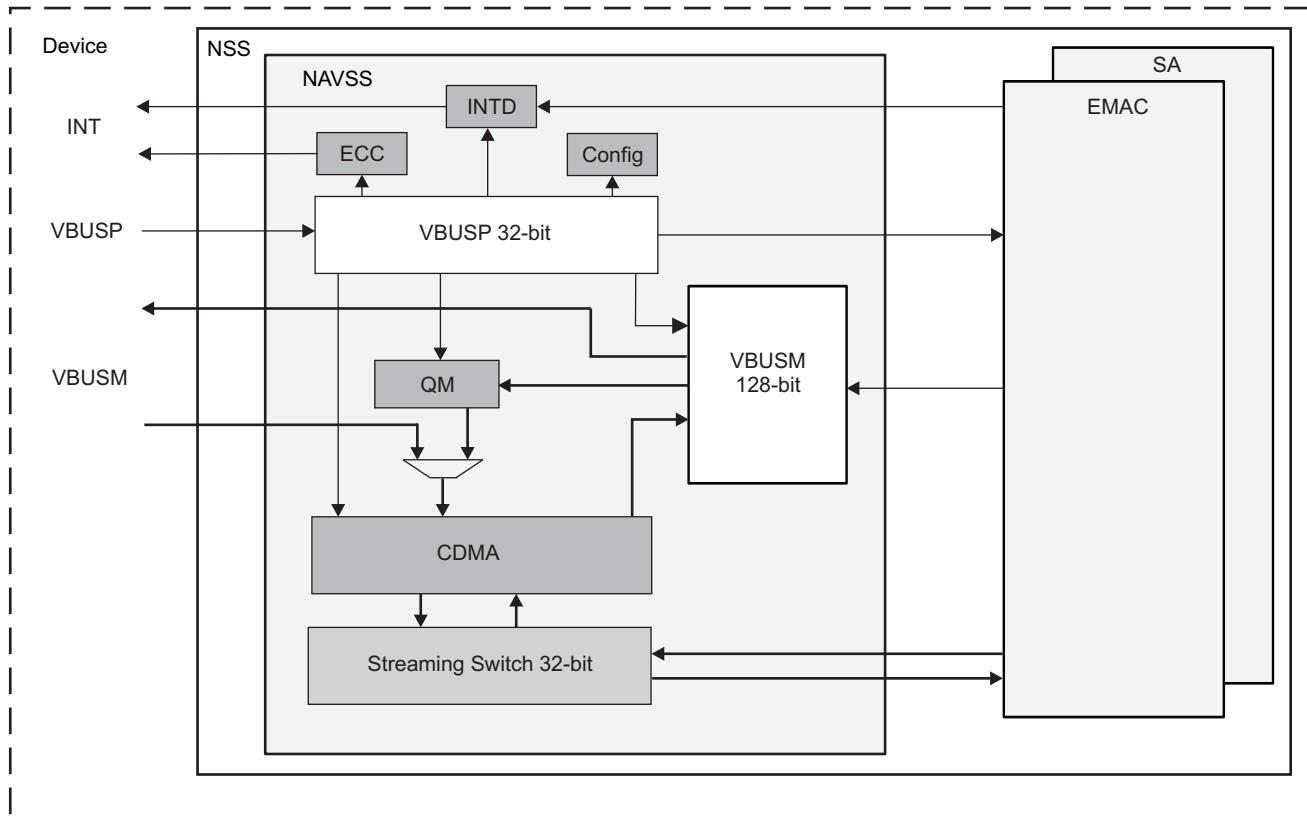 Device
NSS
SA
NAVSS
EMAC
INTD
INT
ECC
Config
VBUSP
VBUSP 32-bit
VBUSM
128-bit
VBUSM
QM
CDMA
Streaming Switch 32-bit